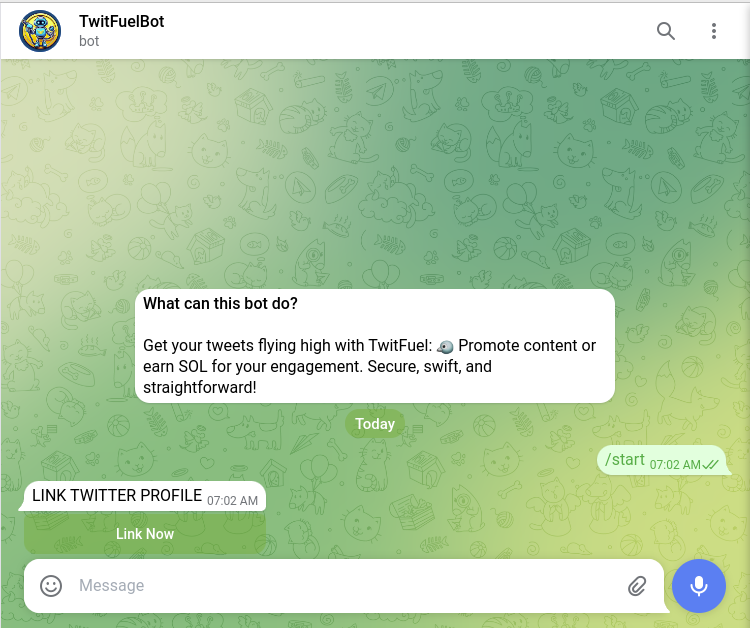 TwitFuelBot
bot
What can this bot do?
Get your tweets flying high with TwitFuel: Promote content or
earn SOL for your engagement. Secure, swift, and
straightforward!
Today
/start 07:02 AM
LINK TWITTER PROFILE 07:02 AM
Link Now
Message